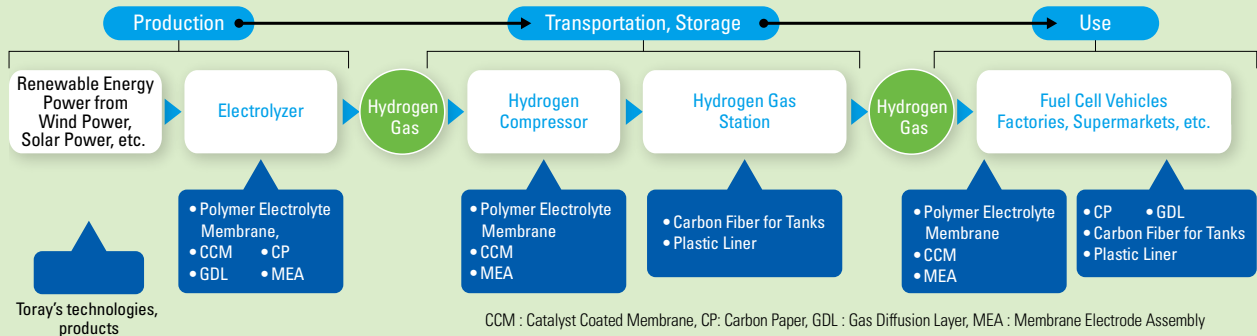 Production
Transportation, Storage
Use
Renewable Energy
Power from
Wind Power,
Solar Power, etc.
Electrolyzer
Hydrogen
Gas
Hydrogen
Compressor
Hydrogen Gas
Station
Hydrogen
Gas
Fuel Cell Vehicles
Factories, Supermarkets, etc.
• Polymer Electrolyte
Membrane,
• CCM • CP
• GDL • MEA
• Polymer Electrolyte
Membrane
• CCM
• MEA
• Carbon Fiber for Tanks
• Plastic Liner
• Polymer Electrolyte
Membrane
• CCM
• MEA
• CP • GDL
• Carbon Fiber for Tanks
• Plastic Liner
Toray's technologies,
products
CCM : Catalyst Coated Membrane, CP: Carbon Paper, GDL : Gas Diffusion Layer, MEA : Membrane Electrode Assembly